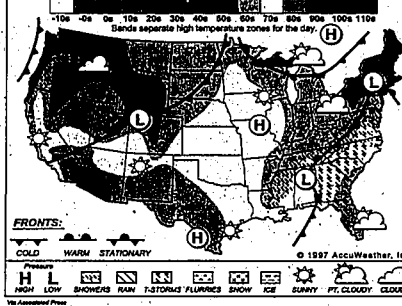 -10s -0s 0s 10s 20s 30s 40s 50s 60s 70s 80s 90s 100s 110s
Bands separate high temperature zones for the day.
H
L
L
H
L
H
FRONTS:
COLD WARM STATIONARY
© 1997 AccuWeather, Inc
Pressure
H L
HIGH LOW SHOWERS RAIN T-STORMS FLURRIES SNOW ICE SUNNY PT. CLOUDY CLOUDY
Via Associated Press